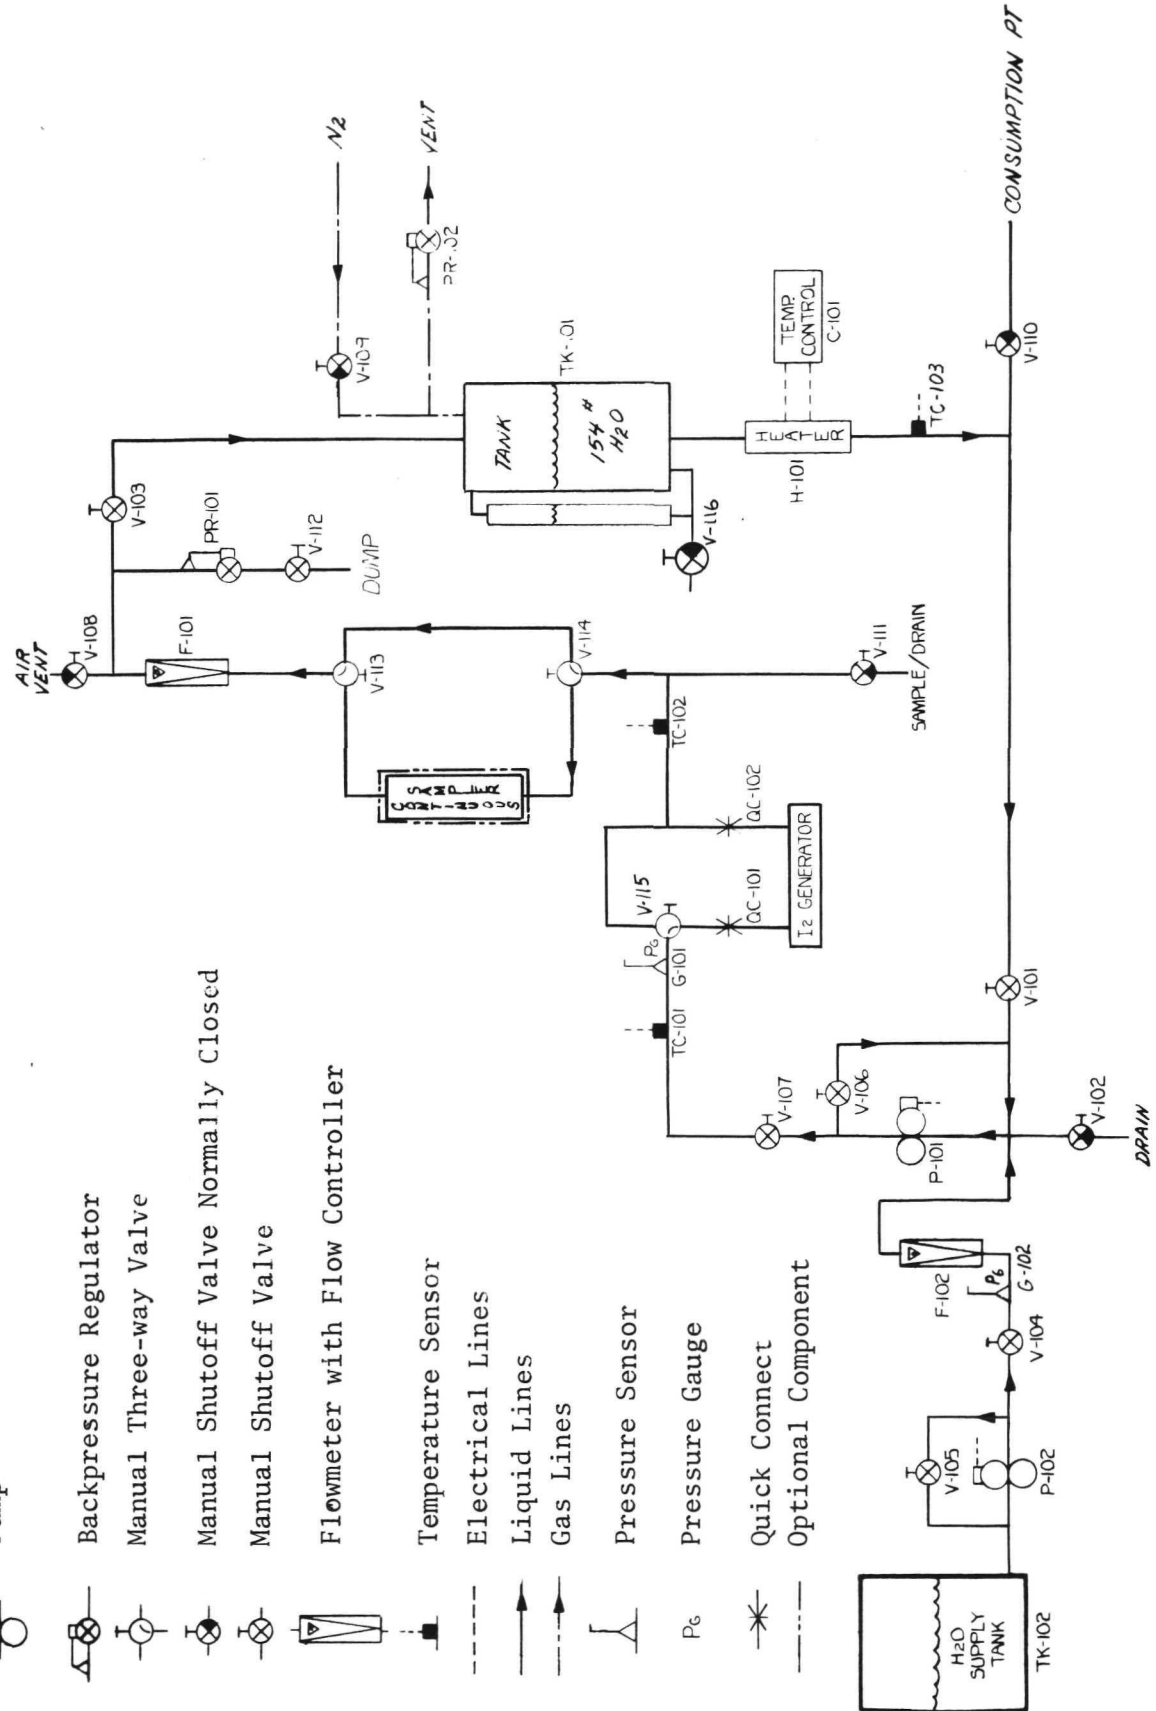 Backpressure Regulator
Manual Three-way Valve
Manual Shutoff Valve Normally Closed
Manual Shutoff Valve
Flowmeter with Flow Controller
Temperature Sensor
Electrical Lines
Liquid Lines
Gas Lines
Pressure Sensor
PG
Pressure Gauge
Quick Connect
Optional Component
AIR
VENT
V-108
F-101
V-113
V-114
CONTINUOUS
SAMPLER
V-103
PR-101
V-112
DUMP
N2
V-109
VENT
PR-.02
TANK
154#
H2O
TK-.01
V-116
HEATER
H-101
TEMP.
CONTROL
C-101
TC-103
V-110
CONSUMPTION PT
V-111
SAMPLE/DRAIN
TC-102
QC-102
QC-101
I2 GENERATOR
V-115
PG
G-101
TC-101
V-107
V-106
V-101
P-101
V-102
DRAIN
F-102
PG
G-102
V-104
V-105
P-102
H2O
SUPPLY
TANK
TK-102